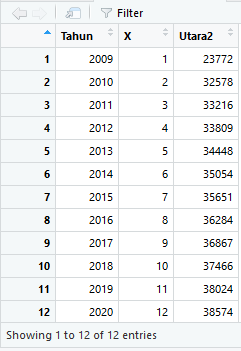 Filter
Tahun X Utara2
1 2009 1 23772
2 2010 2 32578
3 2011 3 33216
4 2012 4 33809
5 2013 5 34448
6 2014 6 35054
7 2015 7 35651
8 2016 8 36284
9 2017 9 36867
10 2018 10 37466
11 2019 11 38024
12 2020 12 38574
Showing 1 to 12 of 12 entries